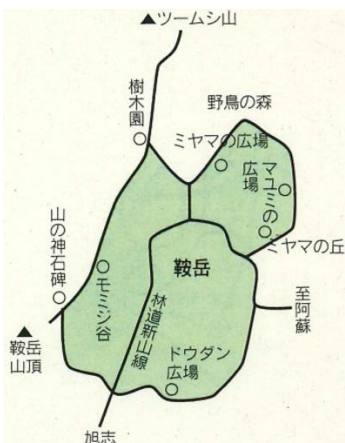 ▲ツームシ山
樹木園
野鳥の森
ミヤマの広場
マユミの
広場
ミヤマの丘
山の神石碑
モミジ谷
鞍岳
林道新山線
至阿蘇
ドウダン
広場
▲
鞍岳
山頂
旭志